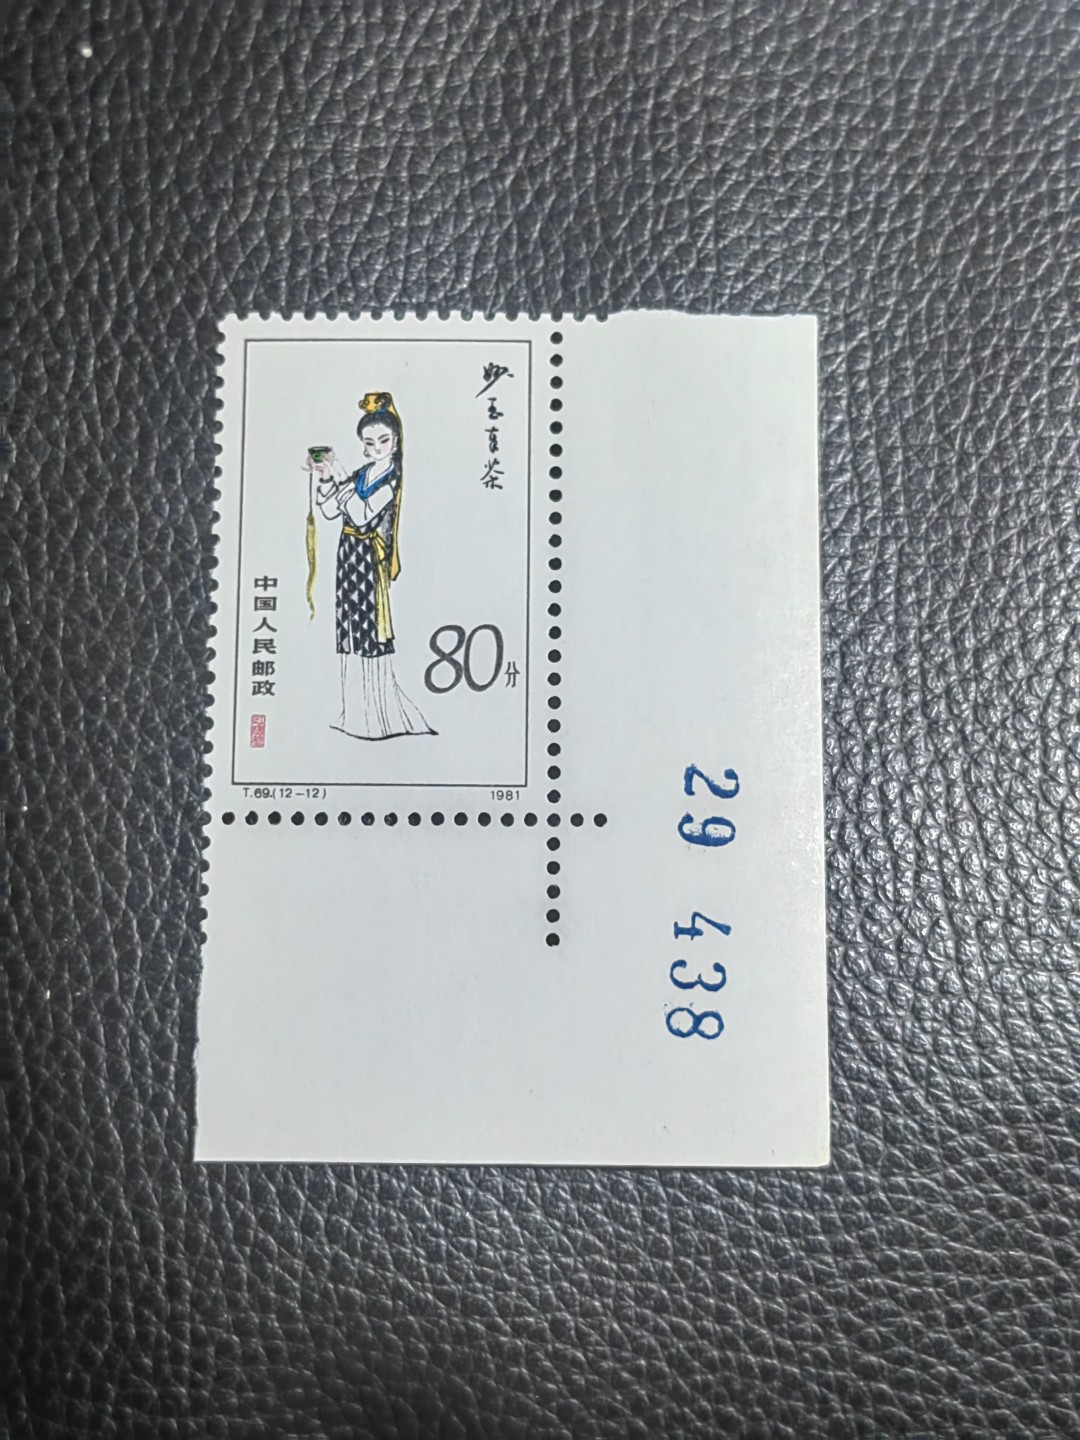 妙玉奉茶
中国人民邮政
80分
T.69.(12-12)
1981
29 438